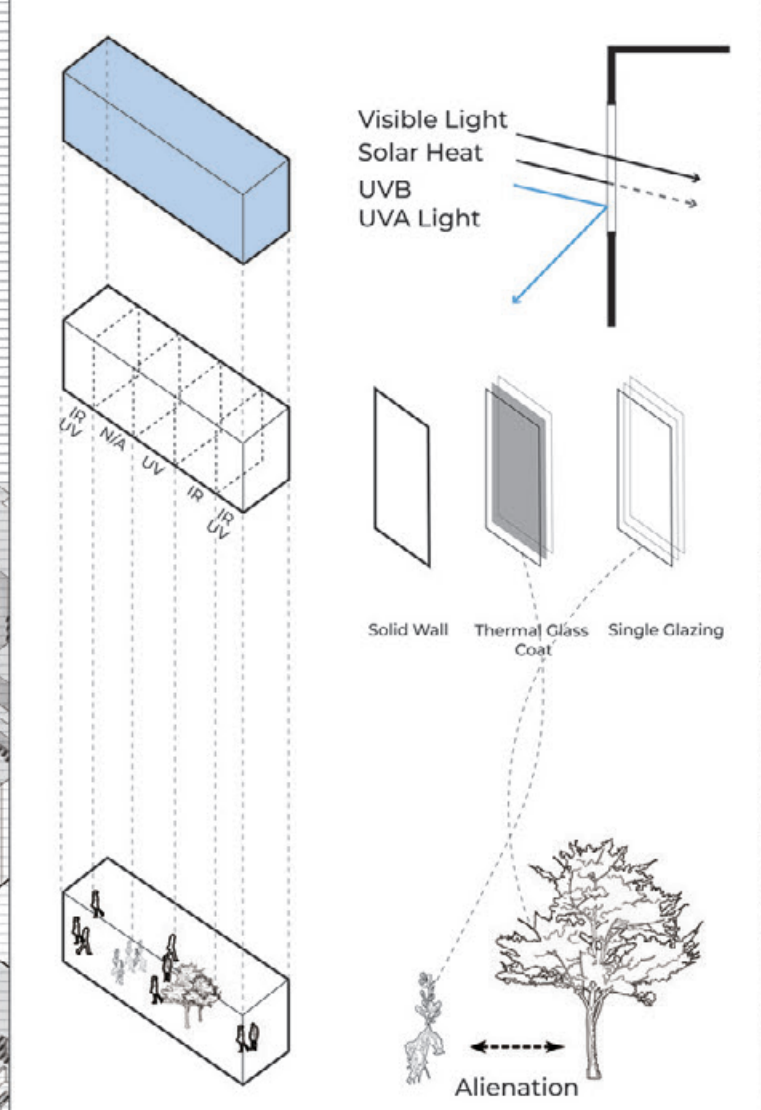 Visible Light
Solar Heat
UVB
UVA Light
IR
UV
N/A
UV
IR
IR
UV
Solid Wall
Thermal Glass
Coat
Single Glazing
Alienation